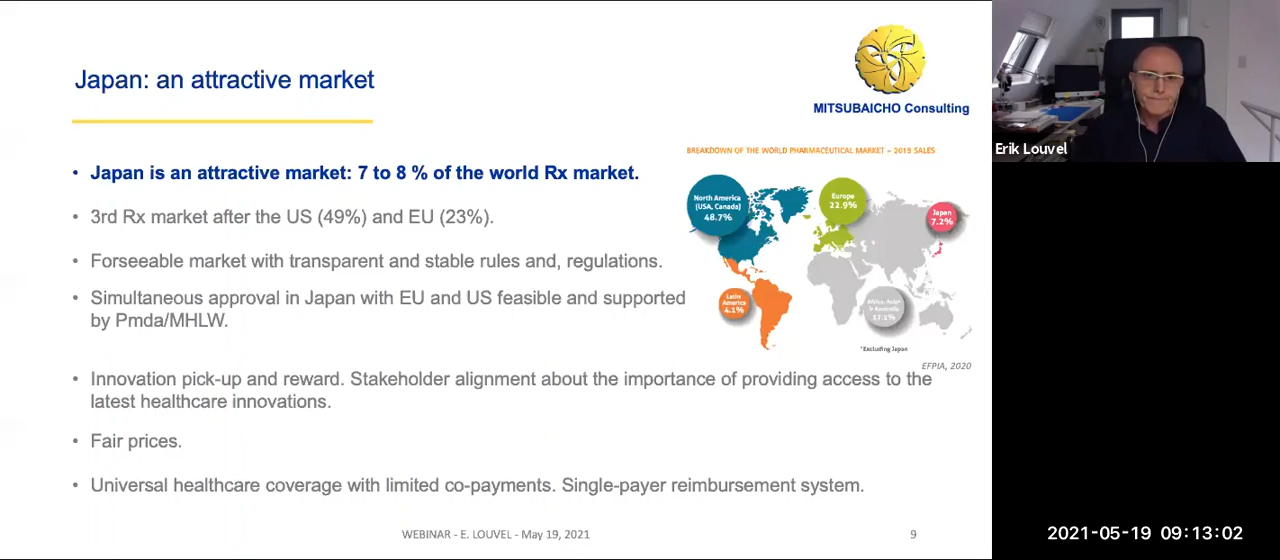 Japan: an attractive market
MITSUBAICHO Consulting
Erik Louvel
BREAKDOWN OF THE WORLD PHARMACEUTICAL MARKET – 2019 SALES
• Japan is an attractive market: 7 to 8 % of the world Rx market.
• 3rd Rx market after the US (49%) and EU (23%).
• Forseeable market with transparent and stable rules and, regulations.
• Simultaneous approval in Japan with EU and US feasible and supported
by Pmda/MHLW.
North America
(USA, Canada)
48.7%
Europe
22.9%
Japan
7.2%
Latin
America
4.1%
17.1%
*Excluding Japan
EFPIA, 2020
• Innovation pick-up and reward. Stakeholder alignment about the importance of providing access to the
latest healthcare innovations.
• Fair prices.
• Universal healthcare coverage with limited co-payments. Single-payer reimbursement system.
WEBINAR - E. LOUVEL - May 19, 2021
9
2021-05-19 09:13:02